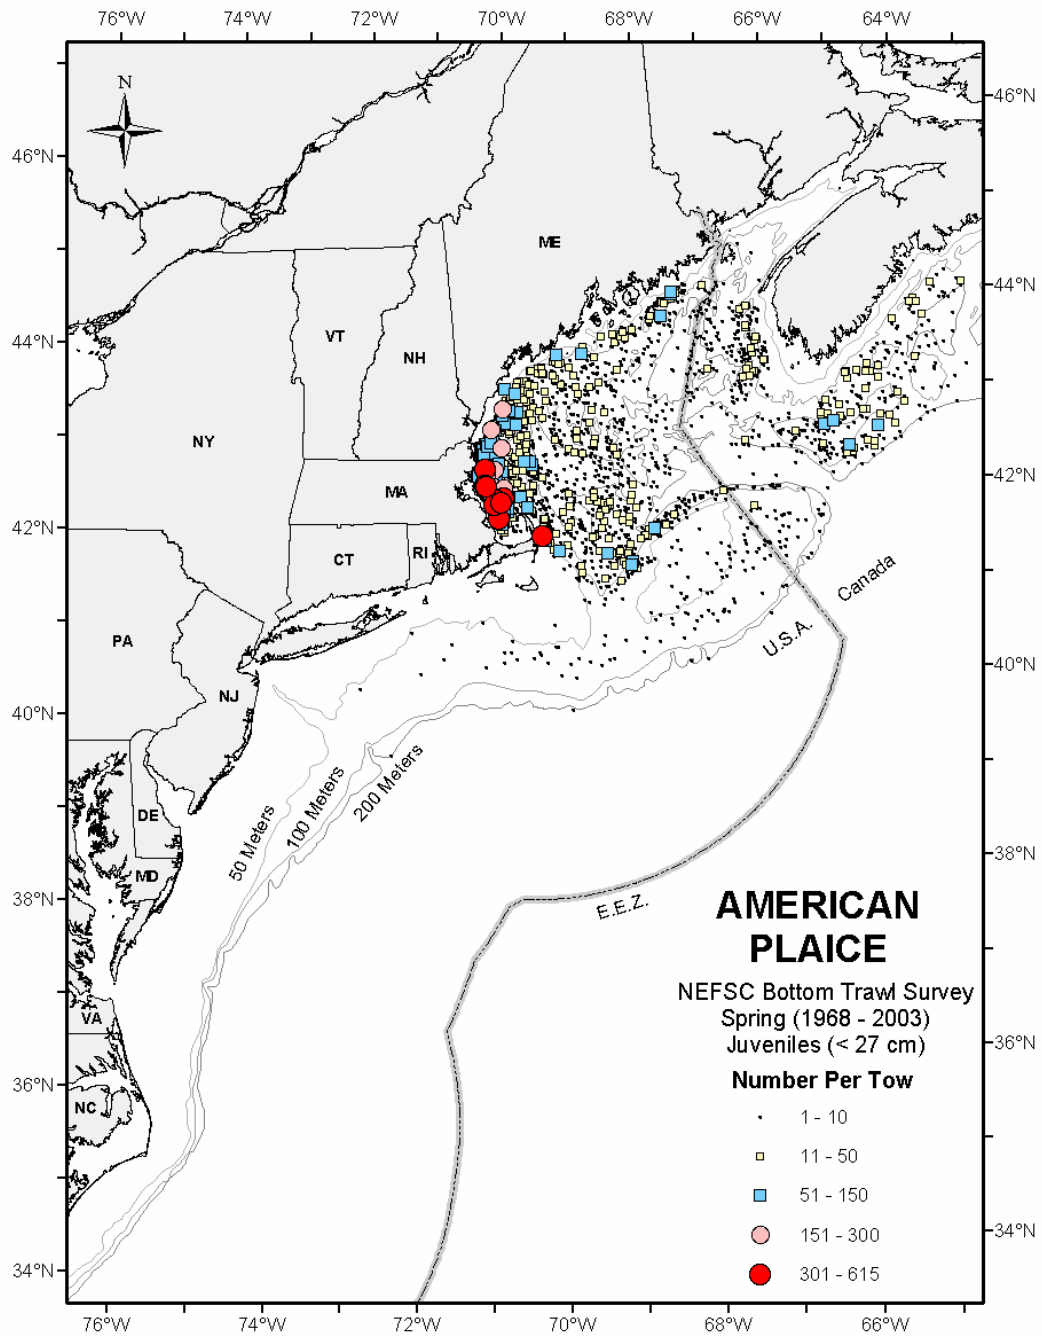 76°W 74°W 72°W 70°W 68°W 66°W 64°W
N
46°N
46°N
ME
44°N
44°N
VT
NH
NY
42°N
MA
42°N
CT
RI
Canada
PA
U.S.A.
40°N
NJ
40°N
200 Meters
100 Meters
50 Meters
DE
38°N
MD
38°N
E.E.Z.
AMERICAN
PLAICE
NEFSC Bottom Trawl Survey
Spring (1968 - 2003)
Juveniles (< 27 cm)
VA
36°N
36°N
Number Per Tow
NC
1 - 10
11 - 50
51 - 150
34°N
151 - 300
34°N
301 - 615
76°W 74°W 72°W 70°W 68°W 66°W